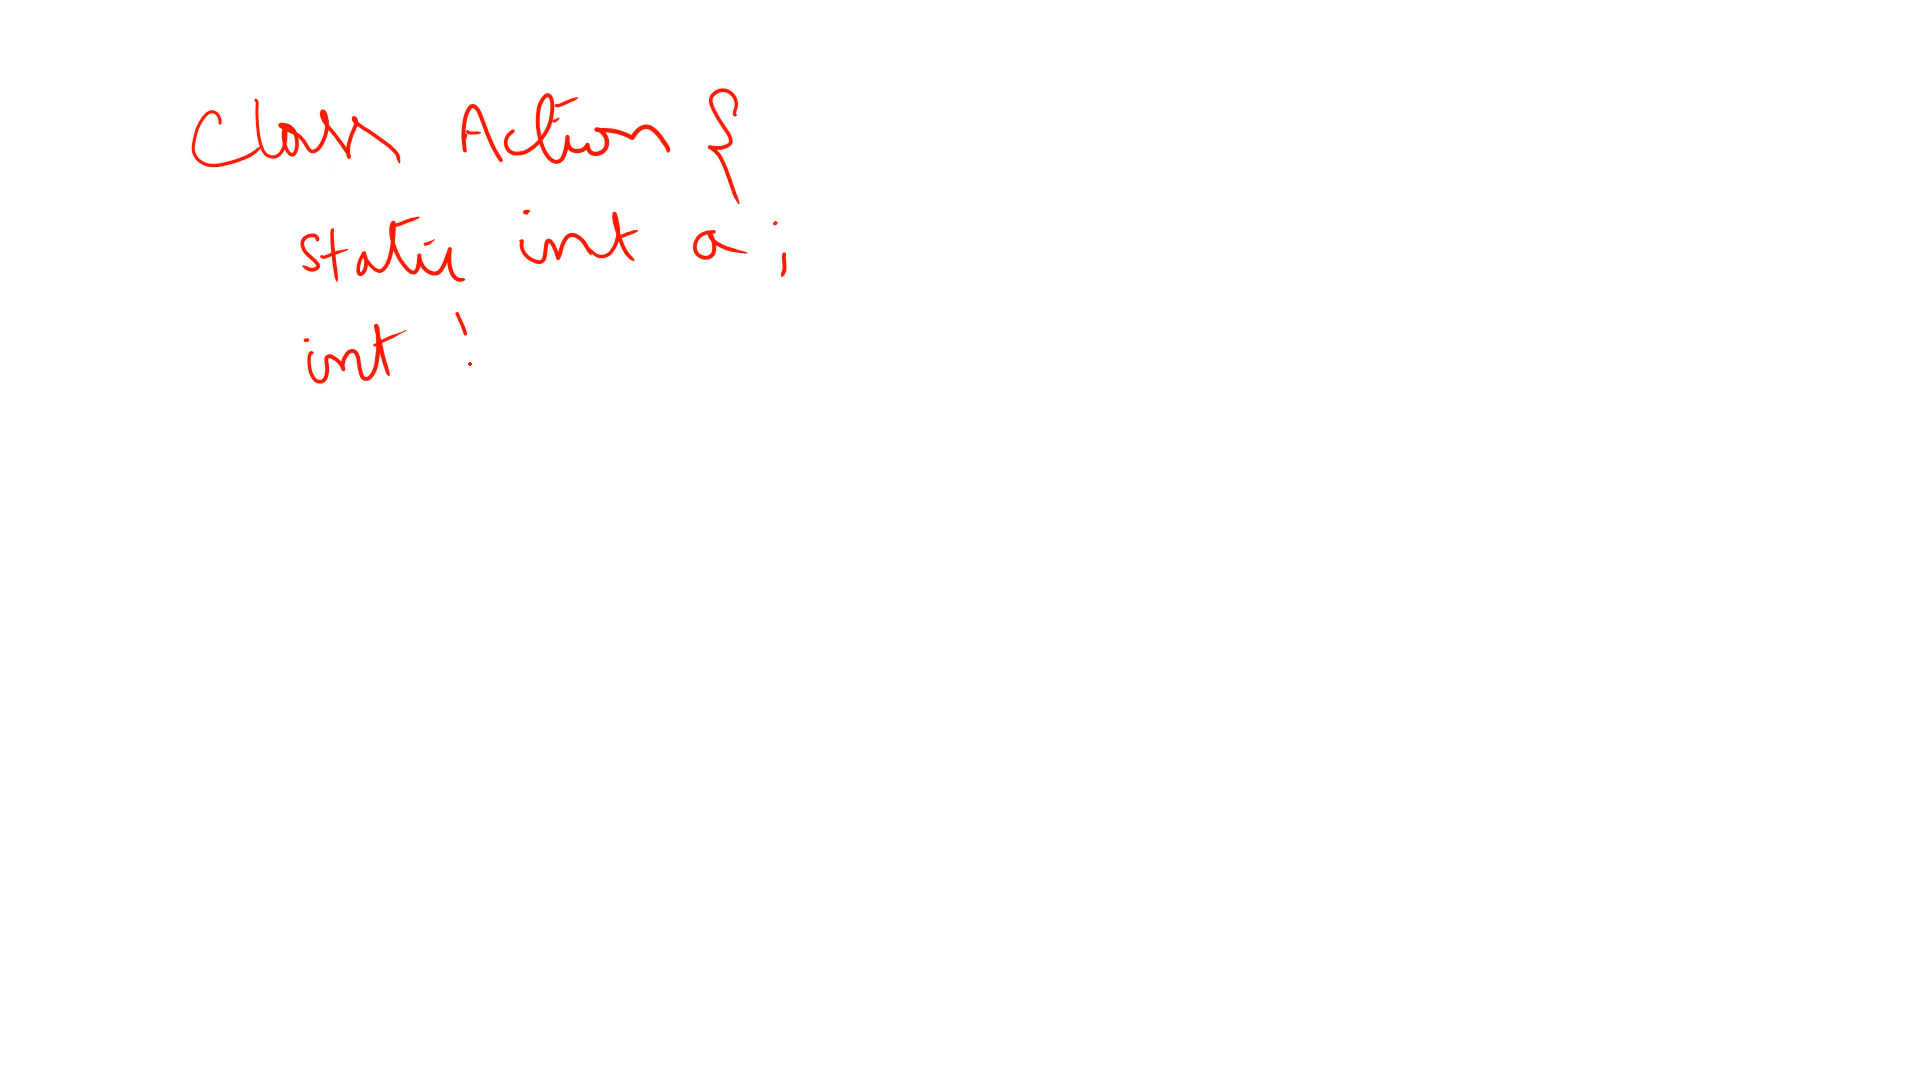 Class Action {
static int a ;
int